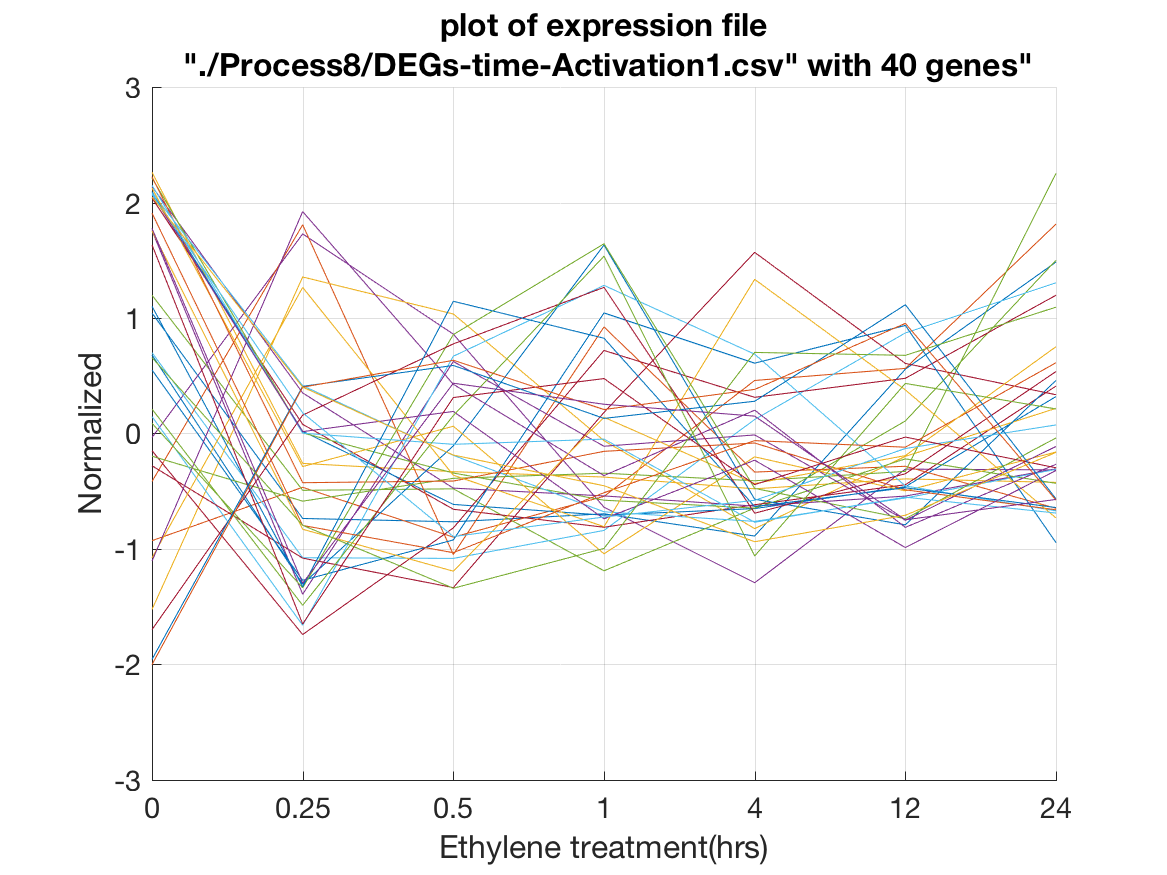 plot of expression file
"./Process8/DEGs-time-Activation1.csv" with 40 genes"
3
2
1
0
-1
-2
-3
Normalized
0 0.25 0.5 1 4 12 24
Ethylene treatment(hrs)